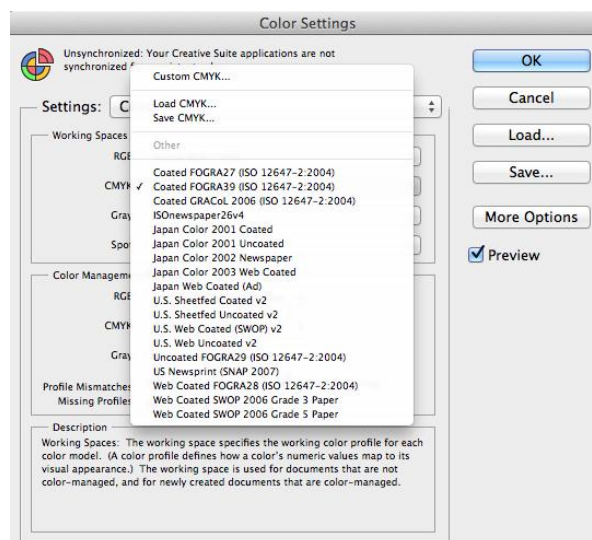 Color Settings
Unsynchronized: Your Creative Suite applications are not
synchronized
OK
Cancel
Load...
Save...
More Options
Preview
Settings: C
Working Spaces
RGB
CMYK
Gray
Spot
Custom CMYK...
Load CMYK...
Save CMYK...
Other
Coated FOGRA27 (ISO 12647-2:2004)
✓ Coated FOGRA39 (ISO 12647-2:2004)
Coated GRACoL 2006 (ISO 12647-2:2004)
ISOnewspaper26v4
Japan Color 2001 Coated
Japan Color 2001 Uncoated
Japan Color 2002 Newspaper
Japan Color 2003 Web Coated
Japan Web Coated (Ad)
U.S. Sheetfed Coated v2
U.S. Sheetfed Uncoated v2
U.S. Web Coated (SWOP) v2
U.S. Web Uncoated v2
Uncoated FOGRA29 (ISO 12647-2:2004)
US Newsprint (SNAP 2007)
Web Coated FOGRA28 (ISO 12647-2:2004)
Web Coated SWOP 2006 Grade 3 Paper
Web Coated SWOP 2006 Grade 5 Paper
Color Manageme
RGB
CMYK
Gray
Profile Mismatches
Missing Profiles
Description
Working Spaces: The working space specifies the working color profile for each
color model. (A color profile defines how a color's numeric values map to its
visual appearance.) The working space is used for documents that are not
color-managed, and for newly created documents that are color-managed.